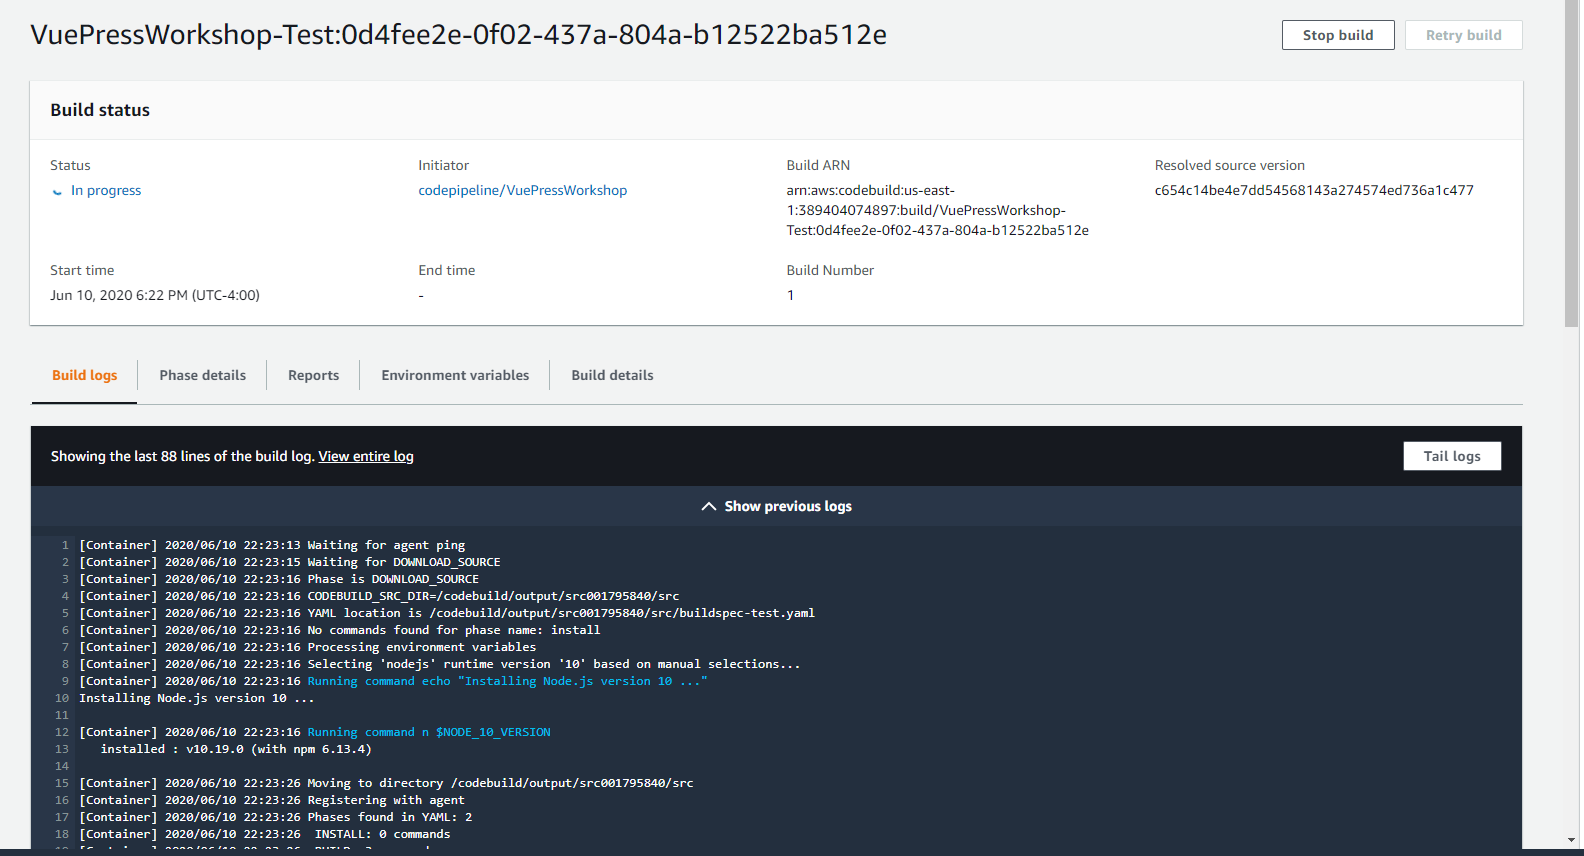 VuePressWorkshop-Test:0d4fee2e-0f02-437a-804a-b12522ba512e
Stop build
Retry build
Build status
Status
In progress
Initiator
codepipeline/VuePressWorkshop
Build ARN
arn:aws:codebuild:us-east-
1:389404074897:build/VuePressWorkshop-
Test:0d4fee2e-0f02-437a-804a-b12522ba512e
Resolved source version
c654c14be4e7dd54568143a274574ed736a1c477
Start time
Jun 10, 2020 6:22 PM (UTC-4:00)
End time
-
Build Number
1
Build logs
Phase details
Reports
Environment variables
Build details
Showing the last 88 lines of the build log. View entire log
Tail logs
Show previous logs
1 [Container] 2020/06/10 22:23:13 Waiting for agent ping
2 [Container] 2020/06/10 22:23:15 Waiting for DOWNLOAD_SOURCE
3 [Container] 2020/06/10 22:23:16 Phase is DOWNLOAD_SOURCE
4 [Container] 2020/06/10 22:23:16 CODEBUILD_SRC_DIR=/codebuild/output/src001795840/src
5 [Container] 2020/06/10 22:23:16 YAML location is /codebuild/output/src001795840/src/buildspec-test.yaml
6 [Container] 2020/06/10 22:23:16 No commands found for phase name: install
7 [Container] 2020/06/10 22:23:16 Processing environment variables
8 [Container] 2020/06/10 22:23:16 Selecting 'nodejs' runtime version '10' based on manual selections...
9 [Container] 2020/06/10 22:23:16 Running command echo "Installing Node.js version 10 ..."
10 Installing Node.js version 10 ...
11
12 [Container] 2020/06/10 22:23:16 Running command n $NODE_10_VERSION
13 installed : v10.19.0 (with npm 6.13.4)
14
15 [Container] 2020/06/10 22:23:26 Moving to directory /codebuild/output/src001795840/src
16 [Container] 2020/06/10 22:23:26 Registering with agent
17 [Container] 2020/06/10 22:23:26 Phases found in YAML: 2
18 [Container] 2020/06/10 22:23:26 INSTALL: 0 commands